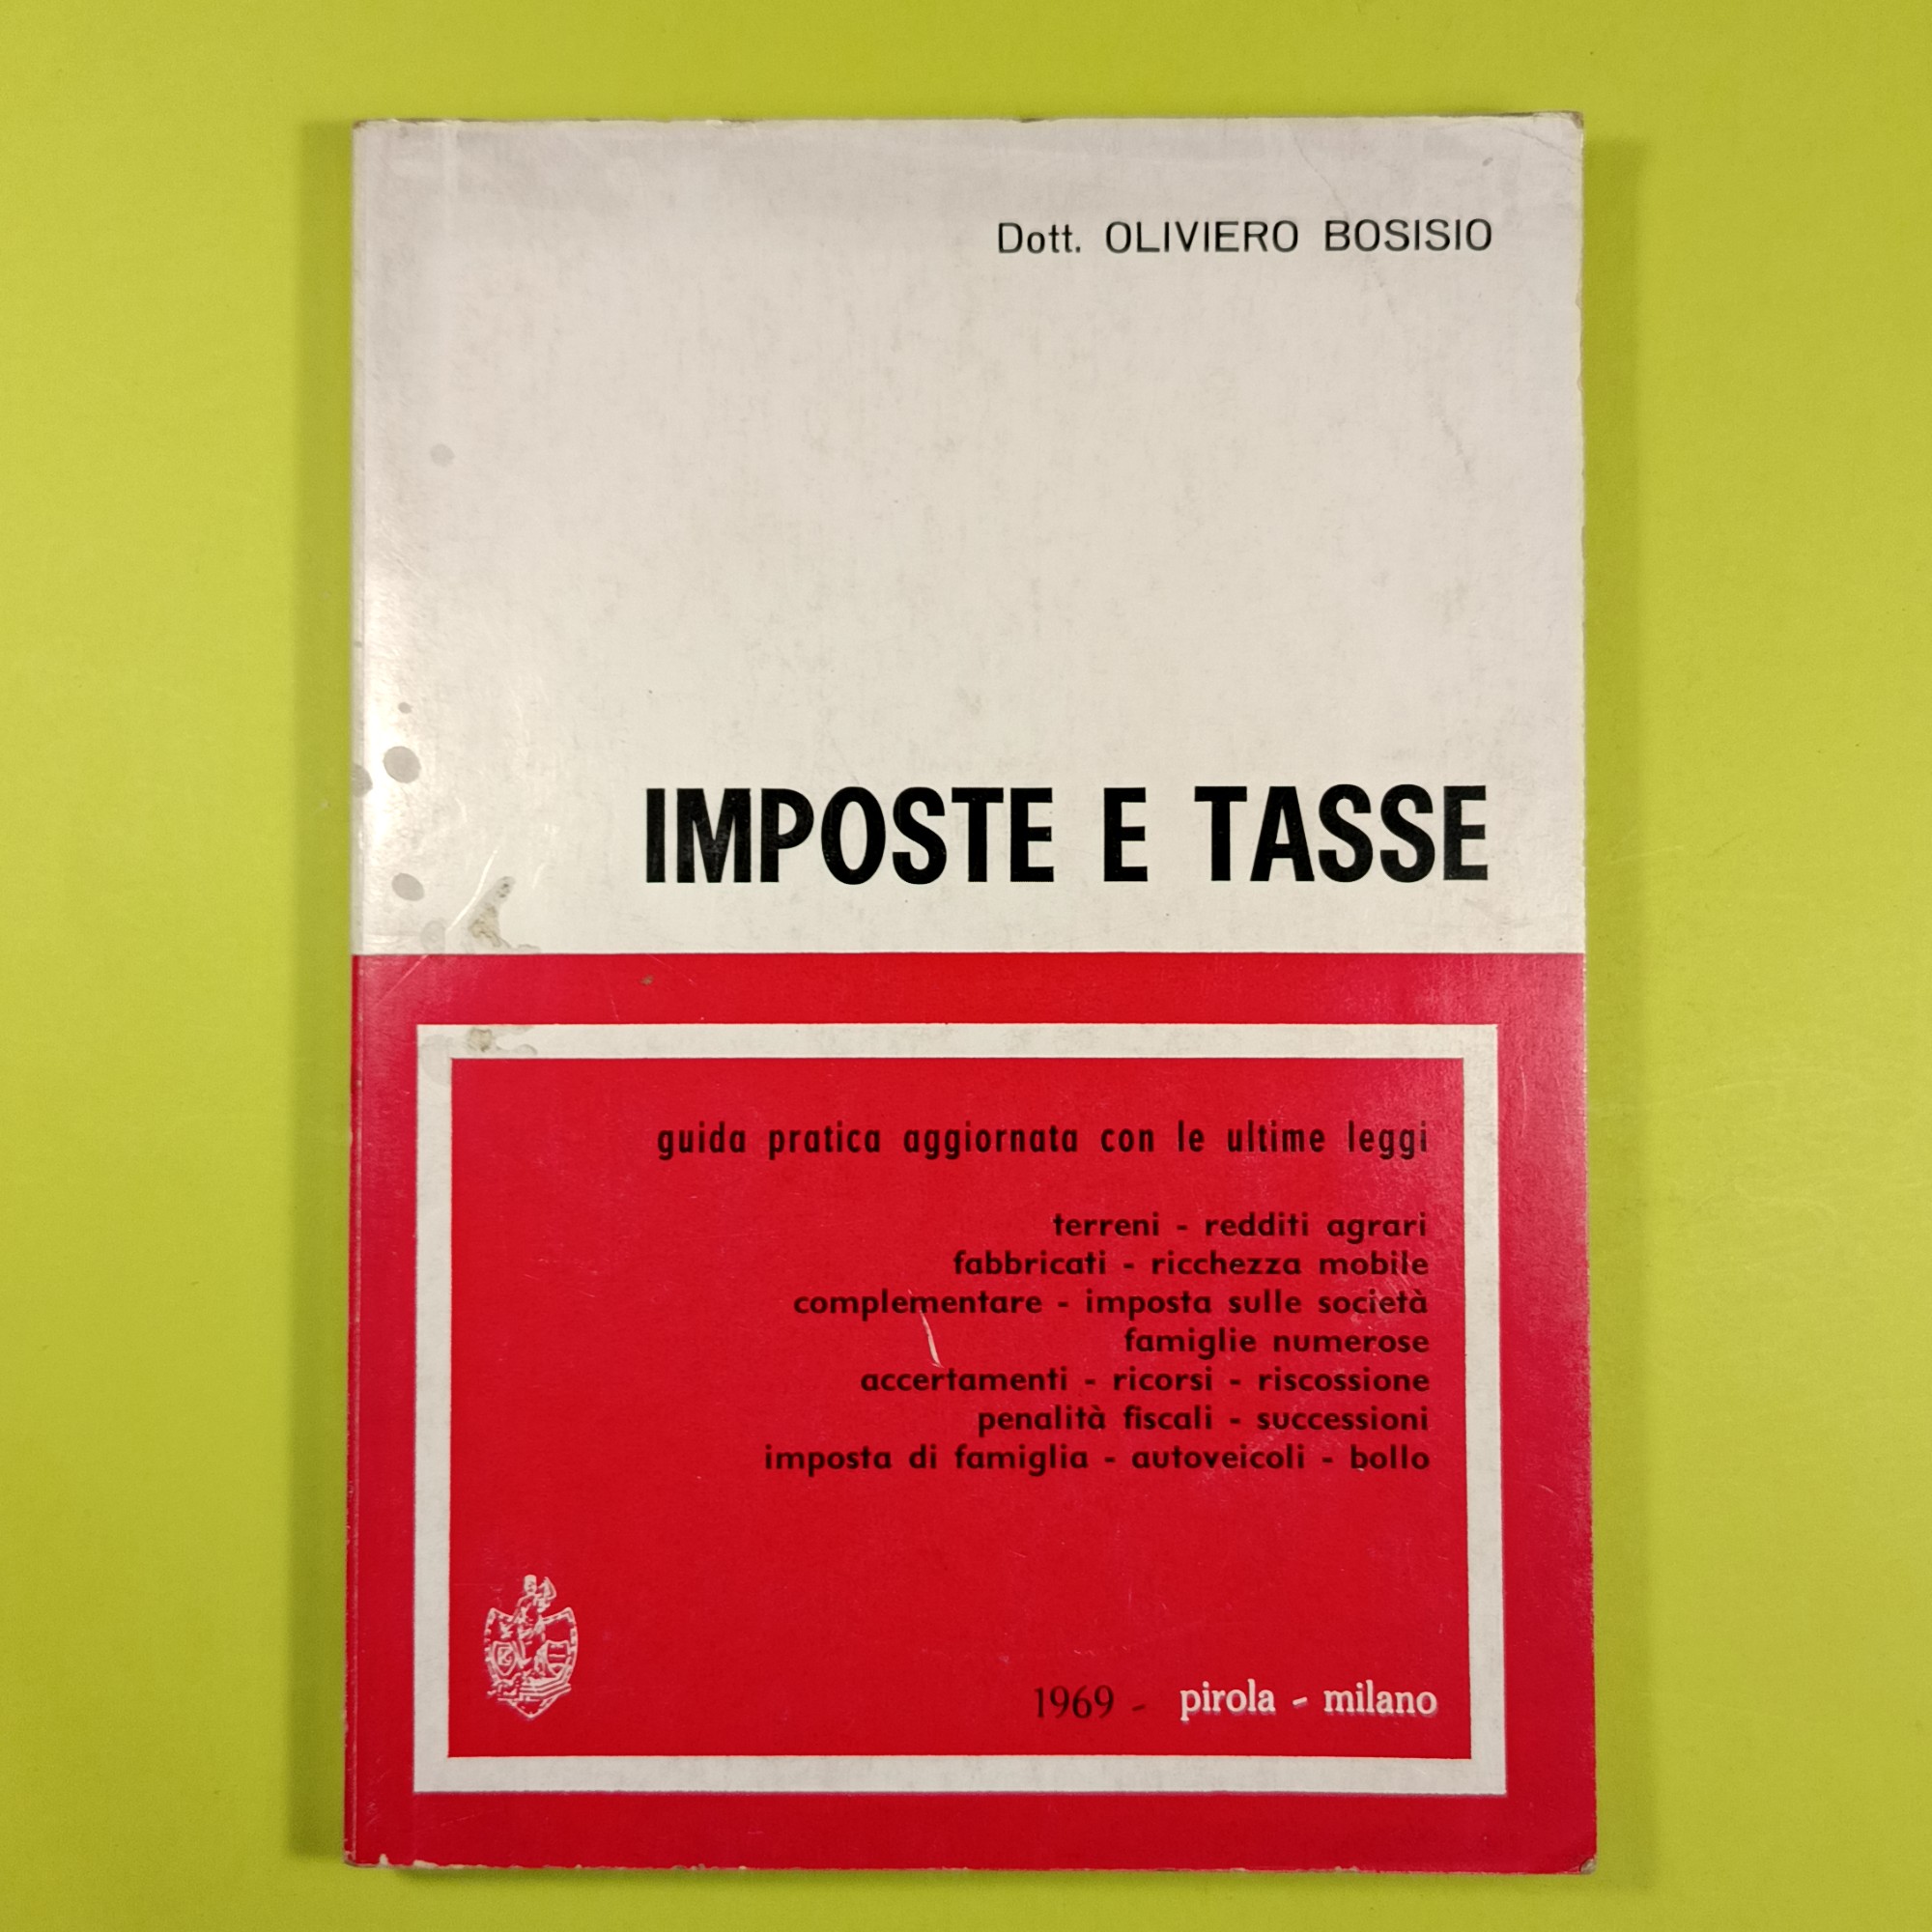 Dott. OLIVIERO BOSISIO
IMPOSTE E TASSE
guida pratica aggiornata con le ultime leggi
terreni - redditi agrari
fabbricati - ricchezza mobile
complementare - imposta sulle società
famiglie numerose
accertamenti - ricorsi - riscossione
penalità fiscali - successioni
imposta di famiglia - autoveicoli - bollo
1969 - pirola - milano